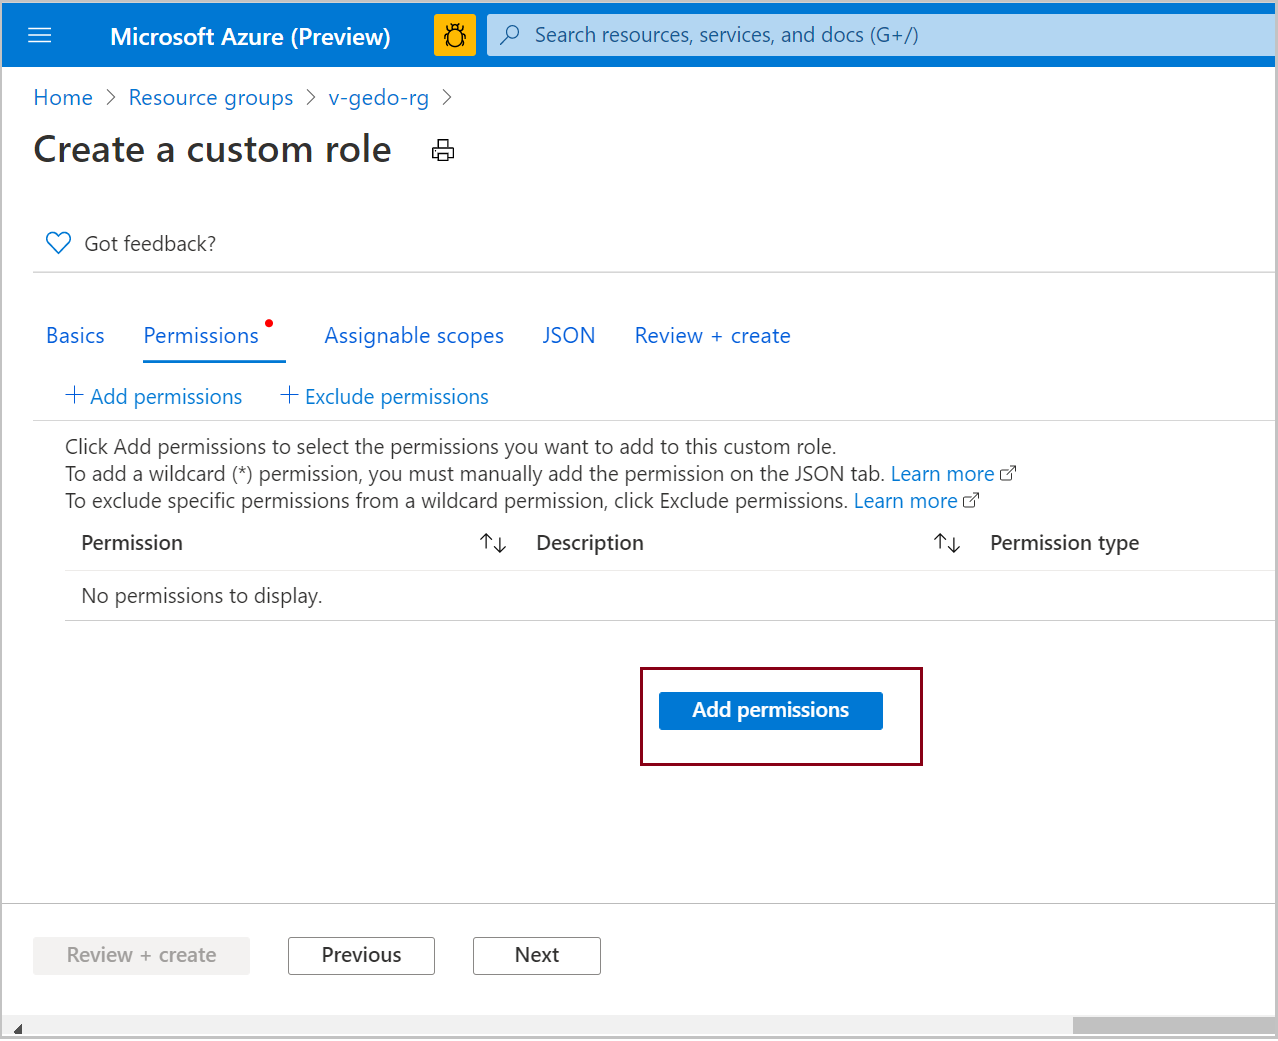 Microsoft Azure (Preview)
Search resources, services, and docs (G+/)
Home > Resource groups > v-gedo-rg >
Create a custom role
Got feedback?
Basics Permissions Assignable scopes JSON Review + create
+ Add permissions + Exclude permissions
Click Add permissions to select the permissions you want to add to this custom role.
To add a wildcard (*) permission, you must manually add the permission on the JSON tab. Learn more
To exclude specific permissions from a wildcard permission, click Exclude permissions. Learn more
Permission Description Permission type
No permissions to display.
Add permissions
Review + create Previous Next